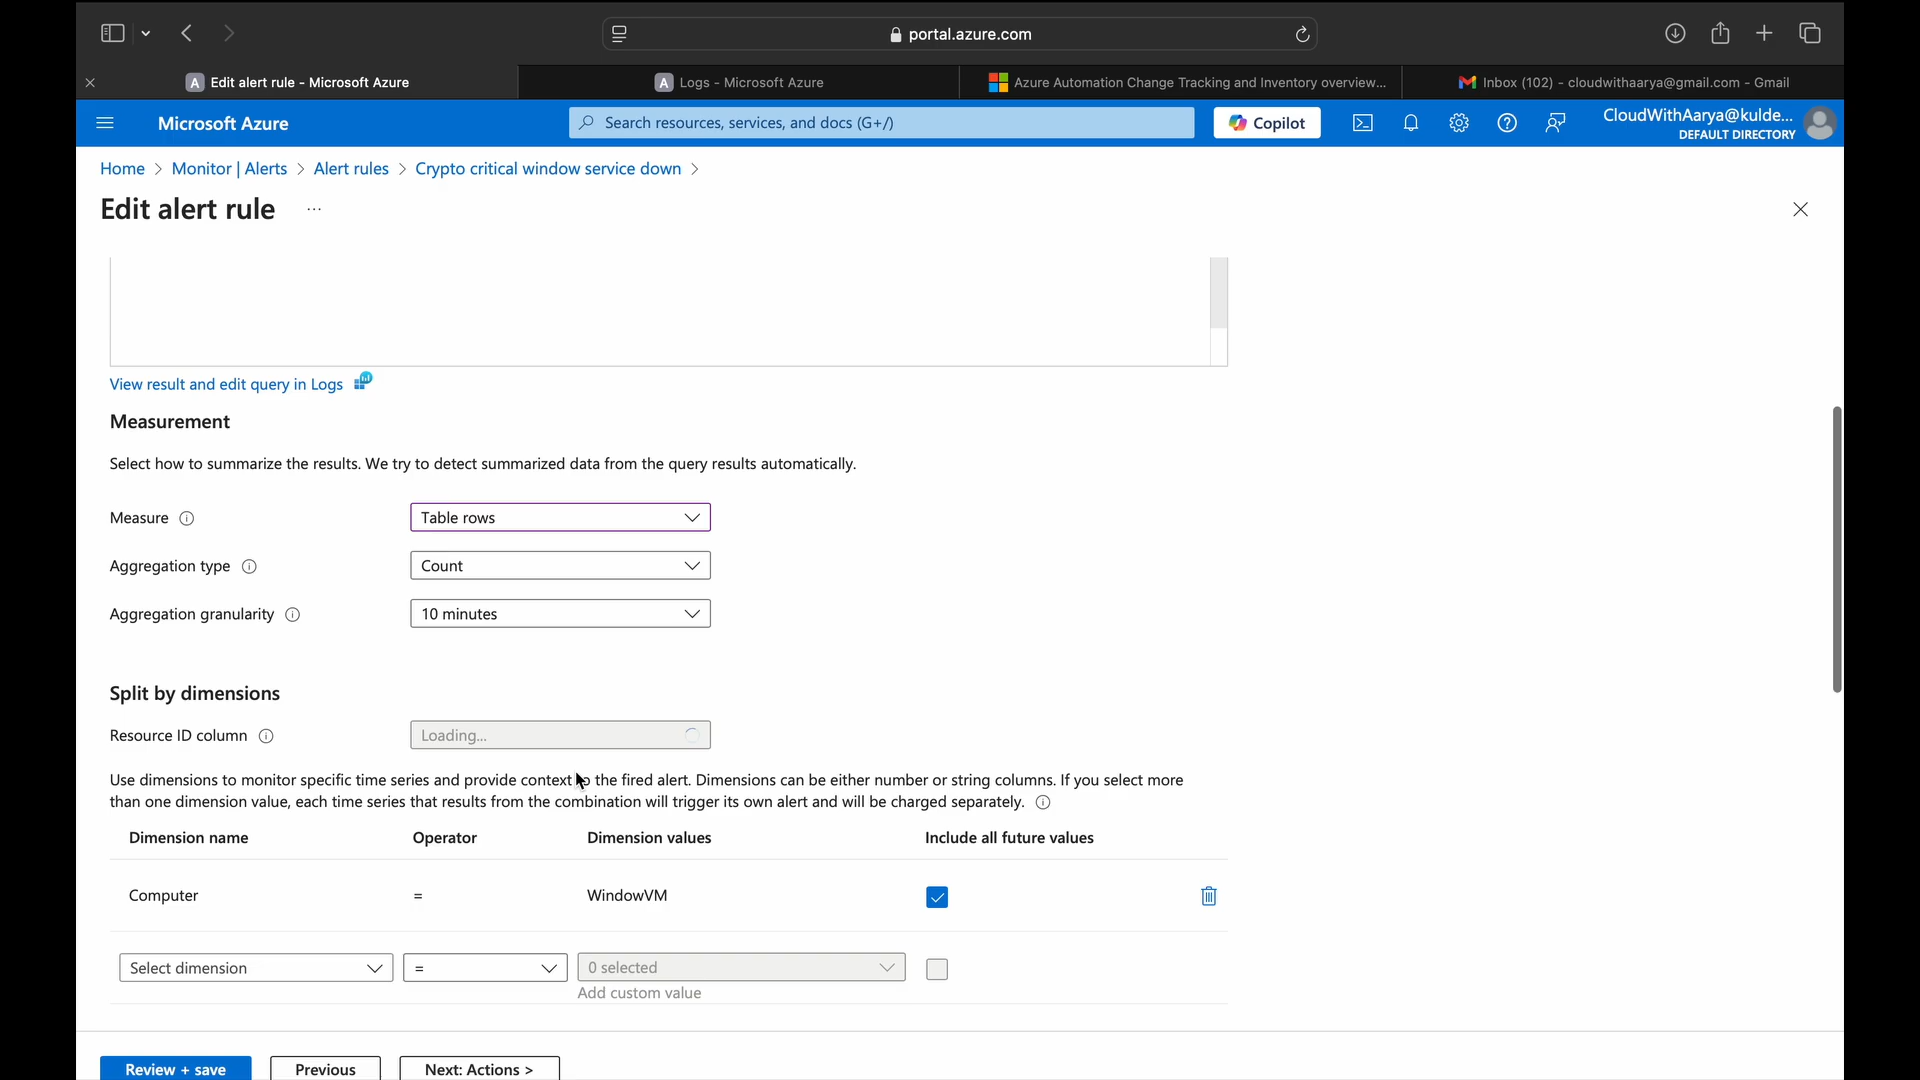 portal.azure.com
Edit alert rule - Microsoft Azure
Logs - Microsoft Azure
Azure Automation Change Tracking and Inventory overview...
Inbox (102) - cloudwithaarya@gmail.com - Gmail
Microsoft Azure
Search resources, services, and docs (G+/)
Copilot
CloudWithAarya@kulde...
DEFAULT DIRECTORY
Home > Monitor | Alerts > Alert rules > Crypto critical window service down >
Edit alert rule ...
View result and edit query in Logs
Measurement
Select how to summarize the results. We try to detect summarized data from the query results automatically.
Measure
Table rows
Aggregation type
Count
Aggregation granularity
10 minutes
Split by dimensions
Resource ID column
Loading...
Use dimensions to monitor specific time series and provide context to the fired alert. Dimensions can be either number or string columns. If you select more
than one dimension value, each time series that results from the combination will trigger its own alert and will be charged separately.
Dimension name Operator Dimension values Include all future values
Computer = WindowVM
Select dimension = 0 selected
Add custom value
Review + save Previous Next: Actions >